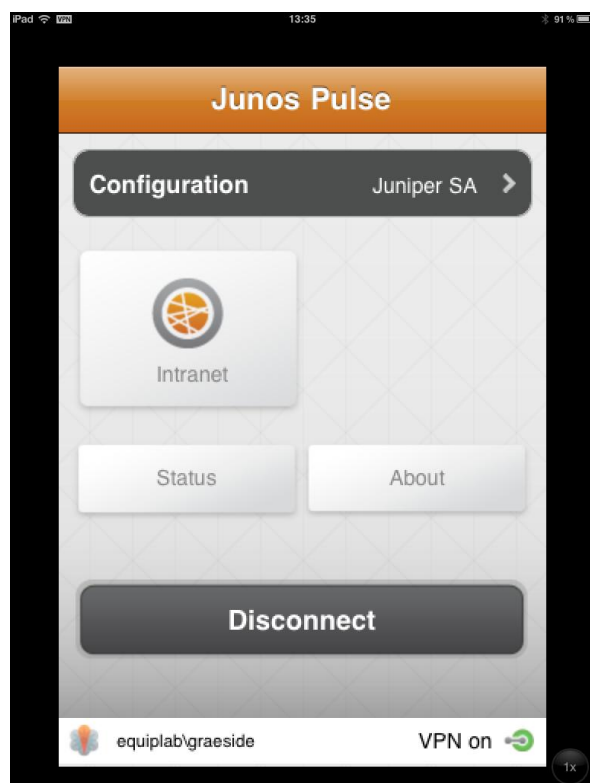 iPad VPN 13:35 91 %
Junos Pulse
Configuration Juniper SA
Intranet
Status About
Disconnect
equiplab\graeside VPN on
1x